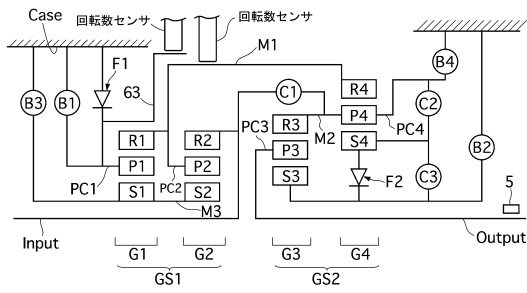 Case
回転数センサ
回転数センサ
F1
M1
B4
R4
B3
B1
63
C1
C2
P4
R3
M2
PC4
R1
R2
PC3
S4
B2
P1
P2
P3
PC1
PC2
S1
S2
S3
F2
C3
M3
5
Input
Output
G1
G2
G3
G4
GS1
GS2